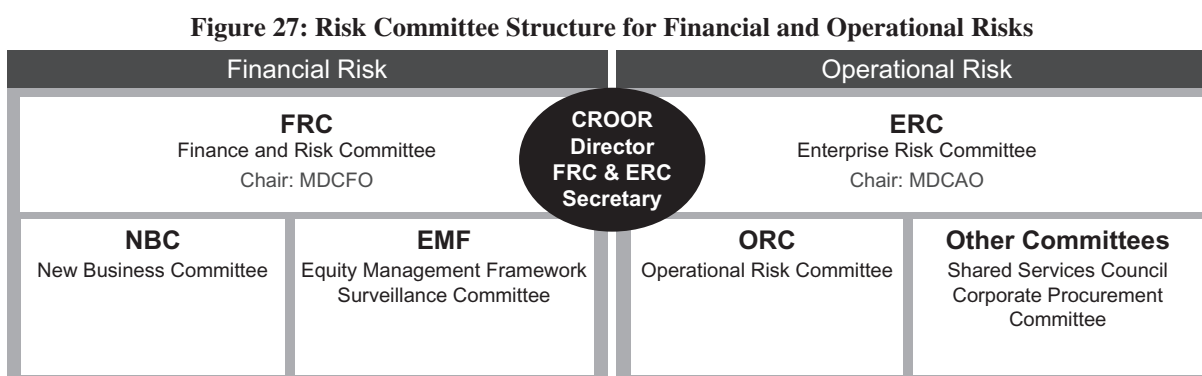 Figure 27: Risk Committee Structure for Financial and Operational Risks
Financial Risk
Operational Risk
FRC
Finance and Risk Committee
Chair: MDCFO
CROOR
Director
FRC & ERC
Secretary
ERC
Enterprise Risk Committee
Chair: MDCAO
NBC
New Business Committee
EMF
Equity Management Framework
Surveillance Committee
ORC
Operational Risk Committee
Other Committees
Shared Services Council
Corporate Procurement
Committee